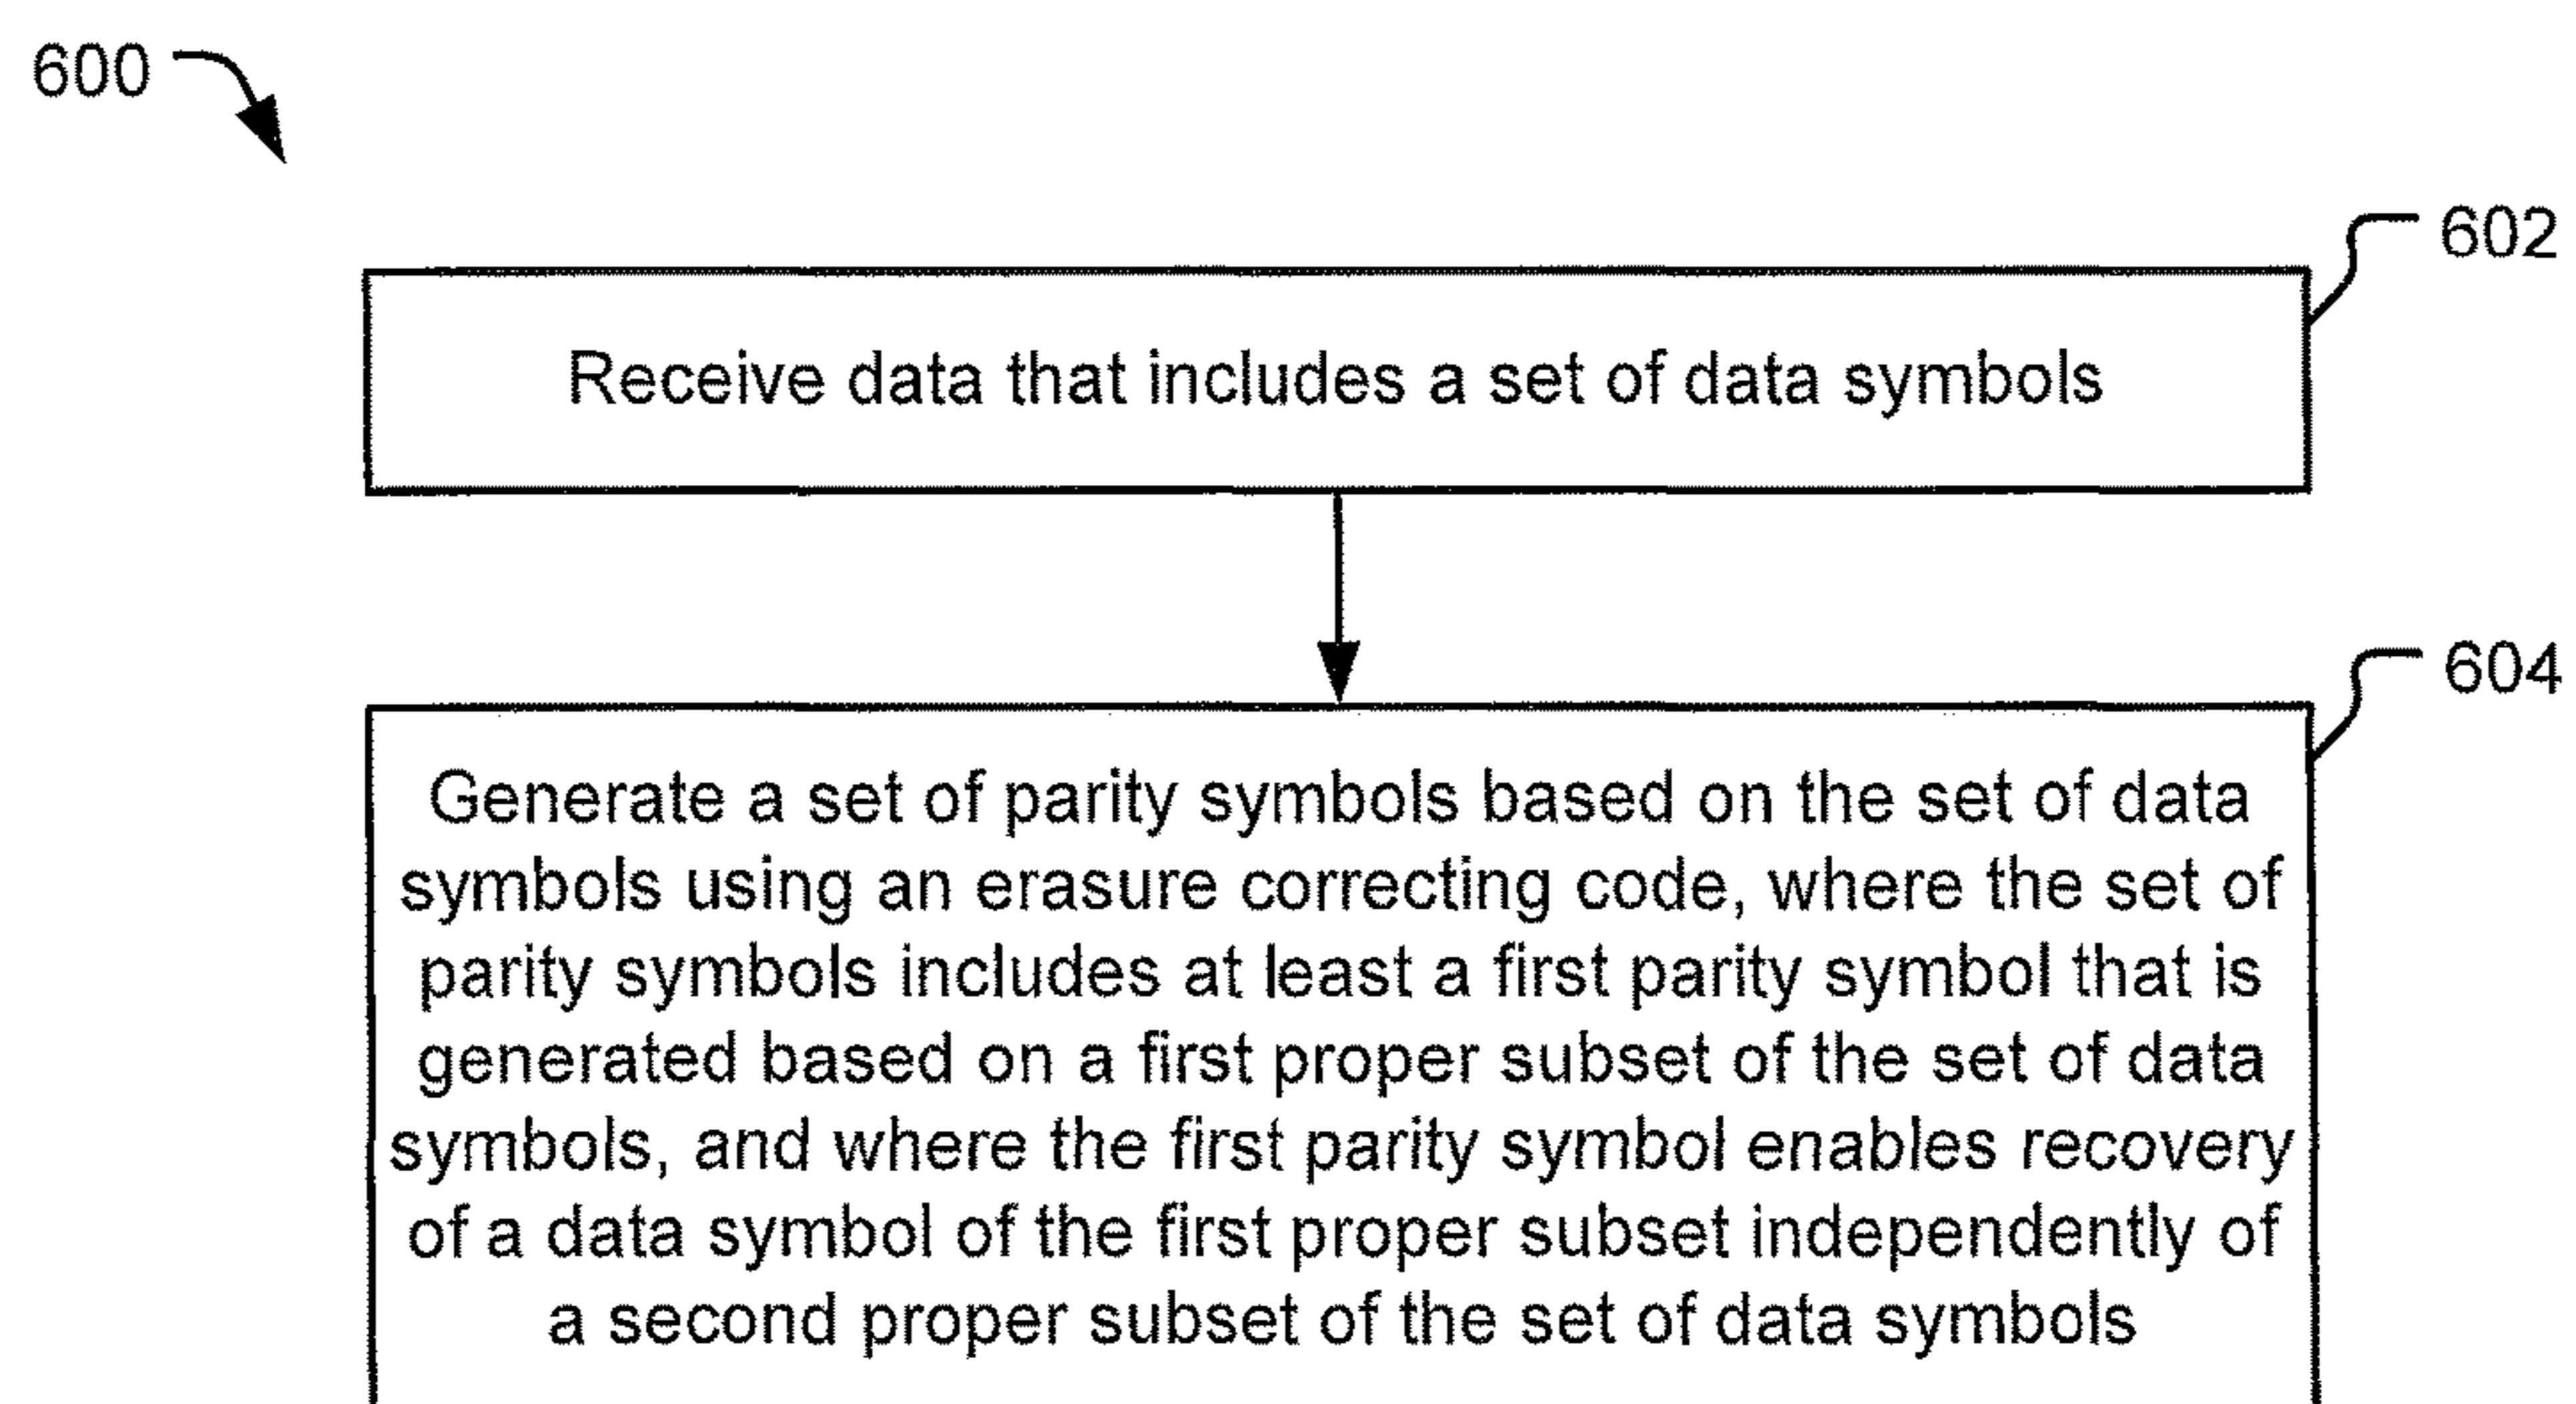 600
602
Receive data that includes a set of data symbols
604
Generate a set of parity symbols based on the set of data
symbols using an erasure correcting code, where the set of
parity symbols includes at least a first parity symbol that is
generated based on a first proper subset of the set of data
symbols, and where the first parity symbol enables recovery
of a data symbol of the first proper subset independently of
a second proper subset of the set of data symbols